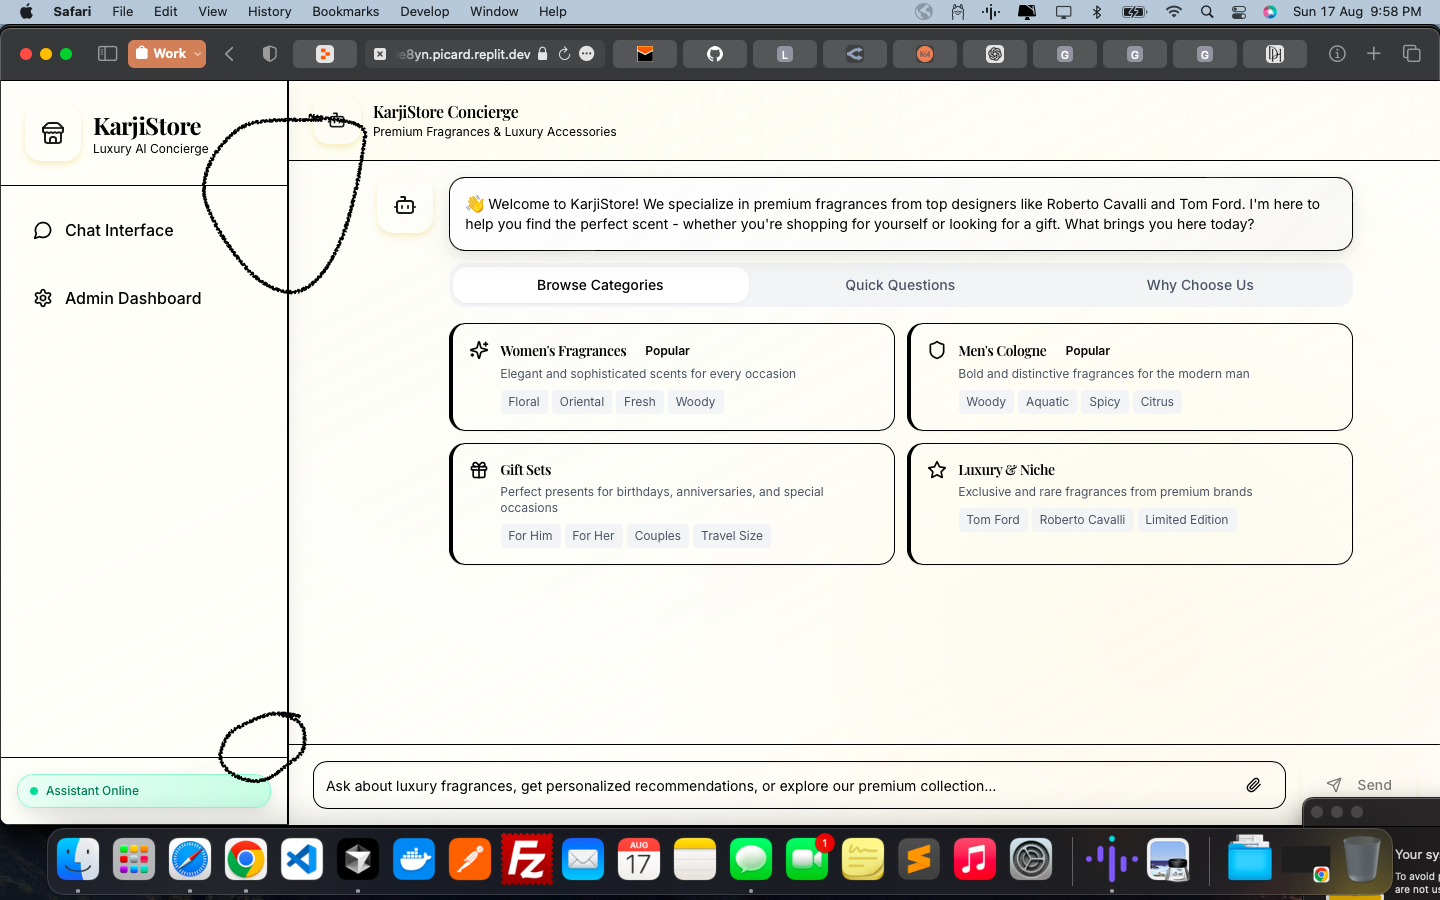 Safari File Edit View History Bookmarks Develop Window Help
Sun 17 Aug 9:58 PM
Work
e8yn.picard.replit.dev
L
G
G
G
KarjiStore
Luxury AI Concierge
Chat Interface
Admin Dashboard
Assistant Online
KarjiStore Concierge
Premium Fragrances & Luxury Accessories
👋 Welcome to KarjiStore! We specialize in premium fragrances from top designers like Roberto Cavalli and Tom Ford. I'm here to
help you find the perfect scent - whether you're shopping for yourself or looking for a gift. What brings you here today?
Browse Categories Quick Questions Why Choose Us
Women's Fragrances Popular
Elegant and sophisticated scents for every occasion
Floral Oriental Fresh Woody
Men's Cologne Popular
Bold and distinctive fragrances for the modern man
Woody Aquatic Spicy Citrus
Gift Sets
Perfect presents for birthdays, anniversaries, and special
occasions
For Him For Her Couples Travel Size
Luxury & Niche
Exclusive and rare fragrances from premium brands
Tom Ford Roberto Cavalli Limited Edition
Ask about luxury fragrances, get personalized recommendations, or explore our premium collection...
Send
Fz
AUG
17
1
Your sy
To avoid
are not us